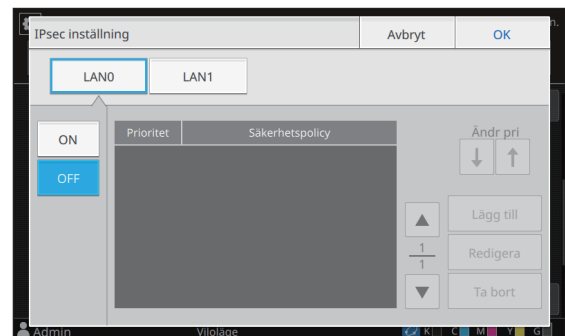 IPsec inställning
Avbryt
OK
n.
LAN0
LAN1
ON
OFF
Prioritet
Säkerhetspolicy
Ändr pri
Lägg till
1
1
Redigera
Ta bort
Admin
Viloläge
K
C
M
Y
G